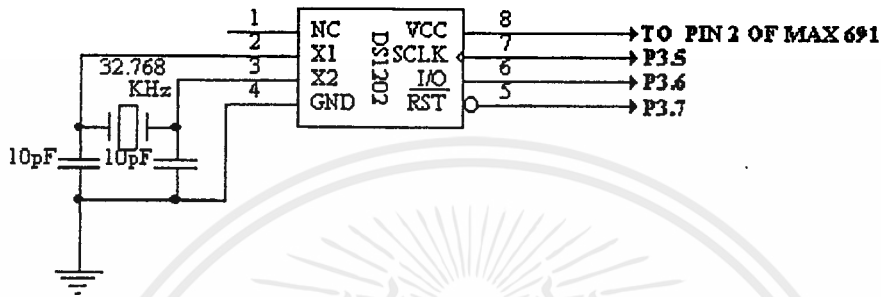 1 NC VCC 8 TO PIN 2 OF MAX 691
2 X1 SCLK 7 P3.5
3 X2 I/O 6 P3.6
4 GND RST 5 P3.7
DS1202
32.768
KHz
10pF 10pF